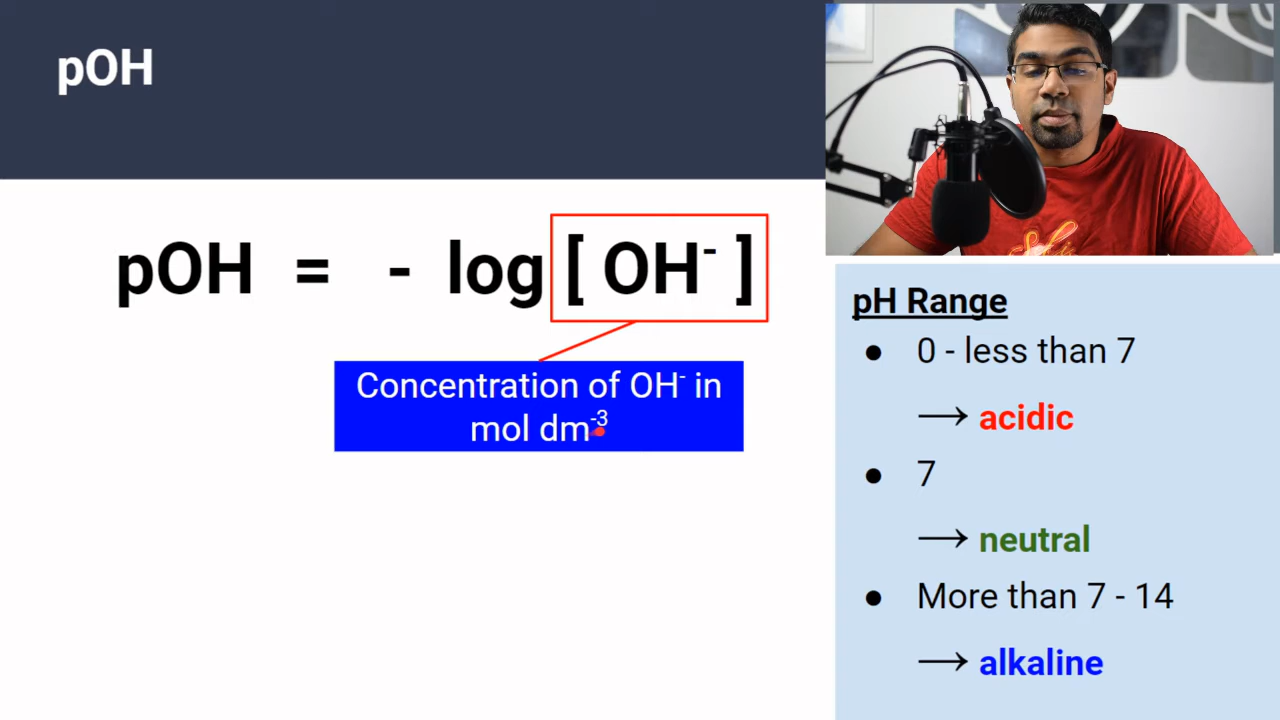 pOH
pOH = - log [ OH⁻ ]
Concentration of OH⁻ in
mol dm⁻³
pH Range
● 0 - less than 7
→ acidic
● 7
→ neutral
● More than 7 - 14
→ alkaline